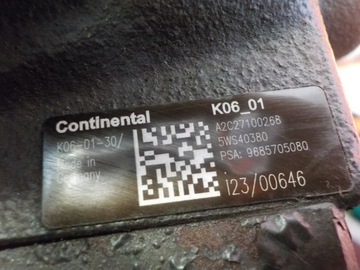 Continental
K06-01-30/
Made in
Germany
K06_01
A2C27100268
5WS40380
PSA: 9685705080
I23/00646